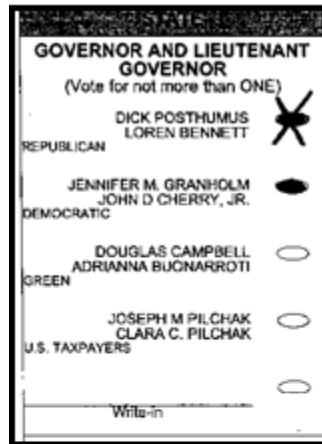 STATE
GOVERNOR AND LIEUTENANT
GOVERNOR
(Vote for not more than ONE)
DICK POSTHUMUS
LOREN BENNETT
REPUBLICAN
JENNIFER M. GRANHOLM
JOHN D CHERRY, JR.
DEMOCRATIC
DOUGLAS CAMPBELL
ADRIANNA BUONARROTI
GREEN
JOSEPH M PILCHAK
CLARA C. PILCHAK
U.S. TAXPAYERS
Write-in